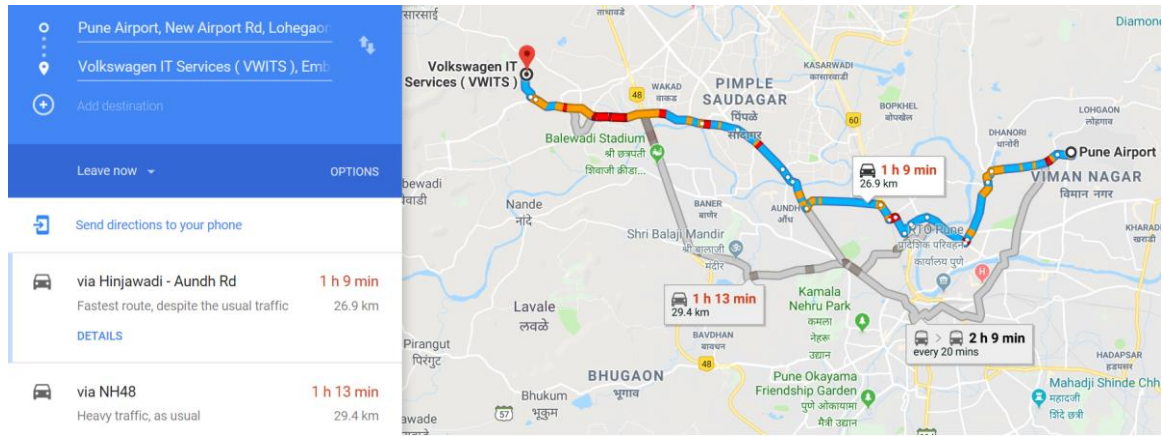 Pune Airport, New Airport Rd, Lohegaon
Volkswagen IT Services ( VWITS ), Emb
Add destination
Leave now
OPTIONS
Send directions to your phone
via Hinjawadi - Aundh Rd
1 h 9 min
Fastest route, despite the usual traffic
26.9 km
DETAILS
via NH48
1 h 13 min
Heavy traffic, as usual
29.4 km
सारसाई
ताथवडे
Diamond
Volkswagen IT
Services ( VWITS )
48
WAKAD
वाकड
PIMPLE
SAUDAGAR
पिंपळे
सौदागर
KASARWADI
कासारवाडी
60
BOPKHEL
बोपखेल
LOHGAON
लोहगाव
DHANORI
धानोरी
Pune Airport
VIMAN NAGAR
विमान नगर
Balewadi Stadium
श्री छत्रपती
शिवाजी क्रीडा...
1 h 9 min
26.9 km
Nande
नांदे
BANER
बाणेर
AUNDH
औंध
Shri Balaji Mandir
श्री बालाजी
मंदीर
RTO Pune
प्रादेशिक परिवहन
कार्यालय पुणे
KHARADI
खराडी
1 h 13 min
29.4 km
Kamala
Nehru Park
कमला
नेहरू
उद्यान
2 h 9 min
every 20 mins
Lavale
लवळे
Pirangut
पिरंगुट
BAVDHAN
बावधन
48
HADAPSAR
हडपसर
BHUGAON
भूगाव
Bhukum
भूकुम
57
Pune Okayama
Friendship Garden
पुणे ओकायामा
मैत्री उद्यान
Mahadji Shinde Chh
महादजी
शिंदे छत्री